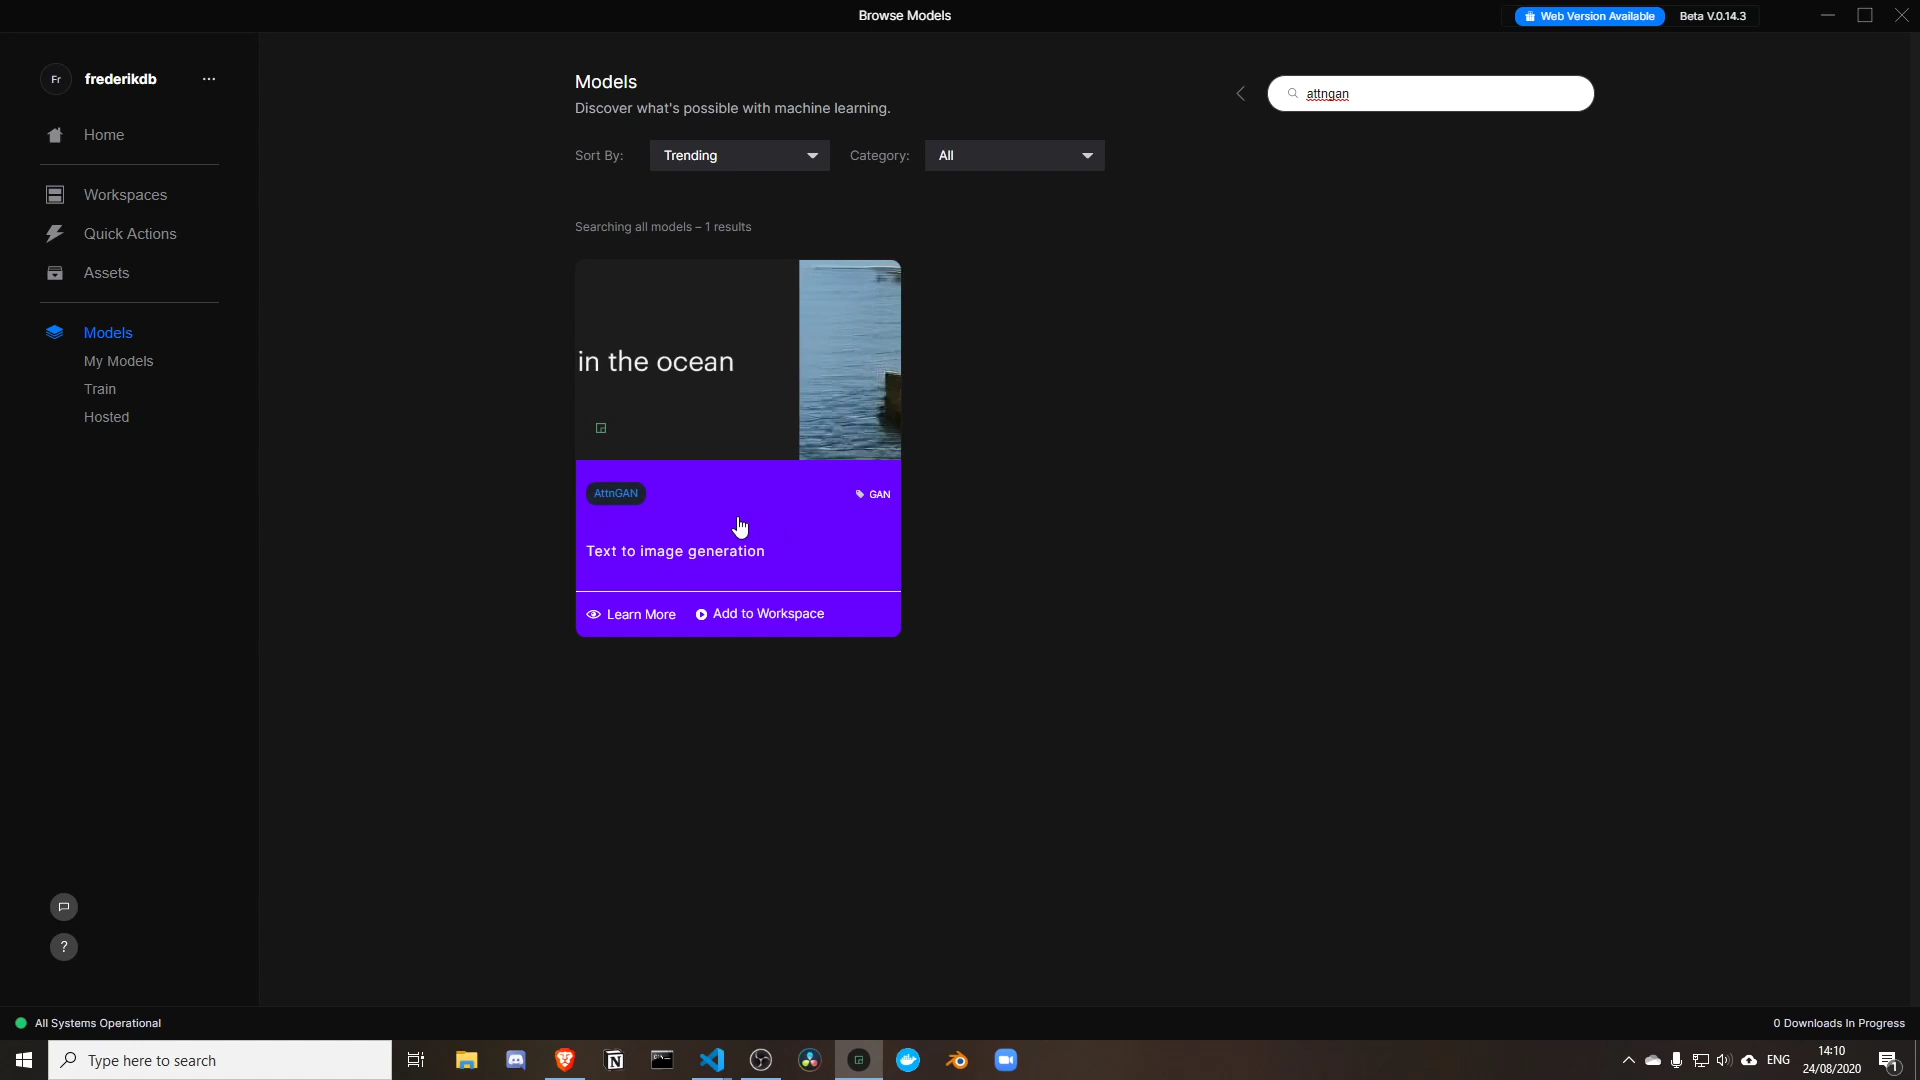 Browse Models
Web Version Available
Beta V.0.14.3
Fr
frederikdb
Home
Workspaces
Quick Actions
Assets
Models
My Models
Train
Hosted
Models
Discover what's possible with machine learning.
attngan
Sort By:
Trending
Category:
All
Searching all models – 1 results
in the ocean
AttnGAN
GAN
Text to image generation
Learn More
Add to Workspace
?
All Systems Operational
0 Downloads In Progress
Type here to search
ENG
14:10
24/08/2020
1